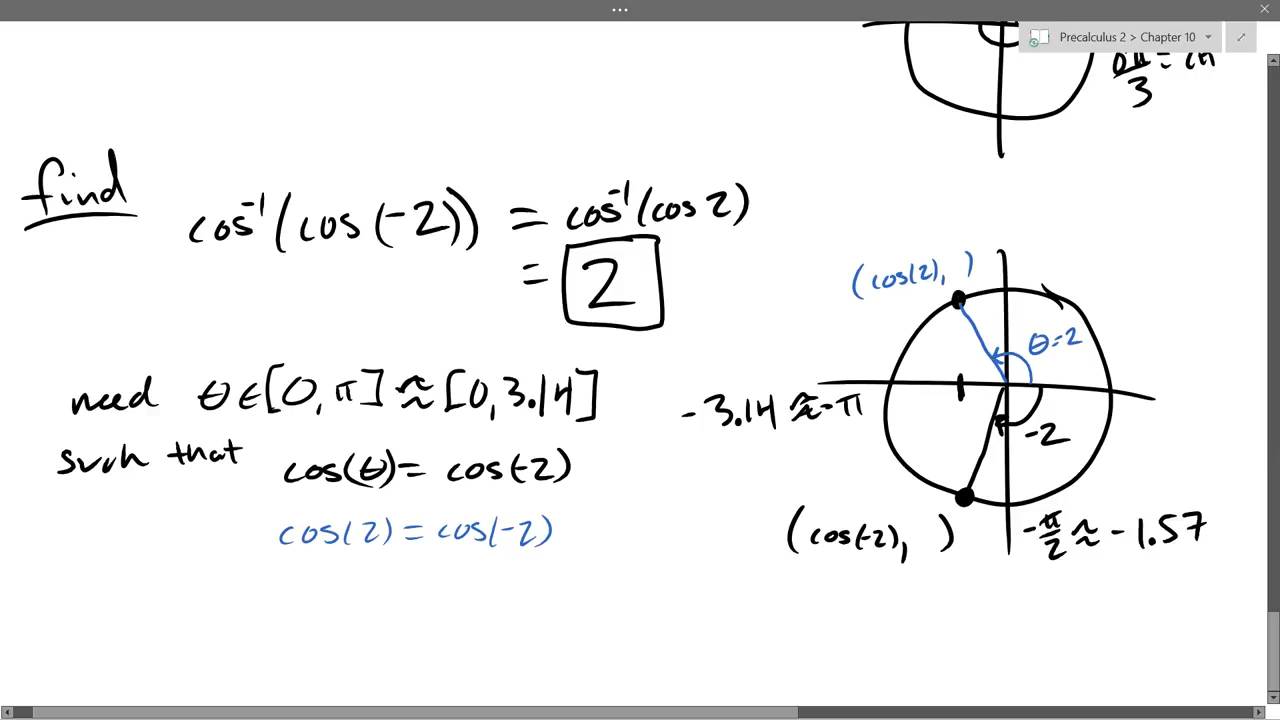 Precalculus 2 > Chapter 10
3
find
cos⁻¹(cos(-2)) = cos⁻¹(cos 2)
= 2
(cos(2), )
θ=2
need θ∈[0,π]≈[0,3.14]
-3.14≈-π
-2
such that
cos(θ)= cos(-2)
cos(2) = cos(-2)
(cos(-2), )
-π/2 ≈ -1.57